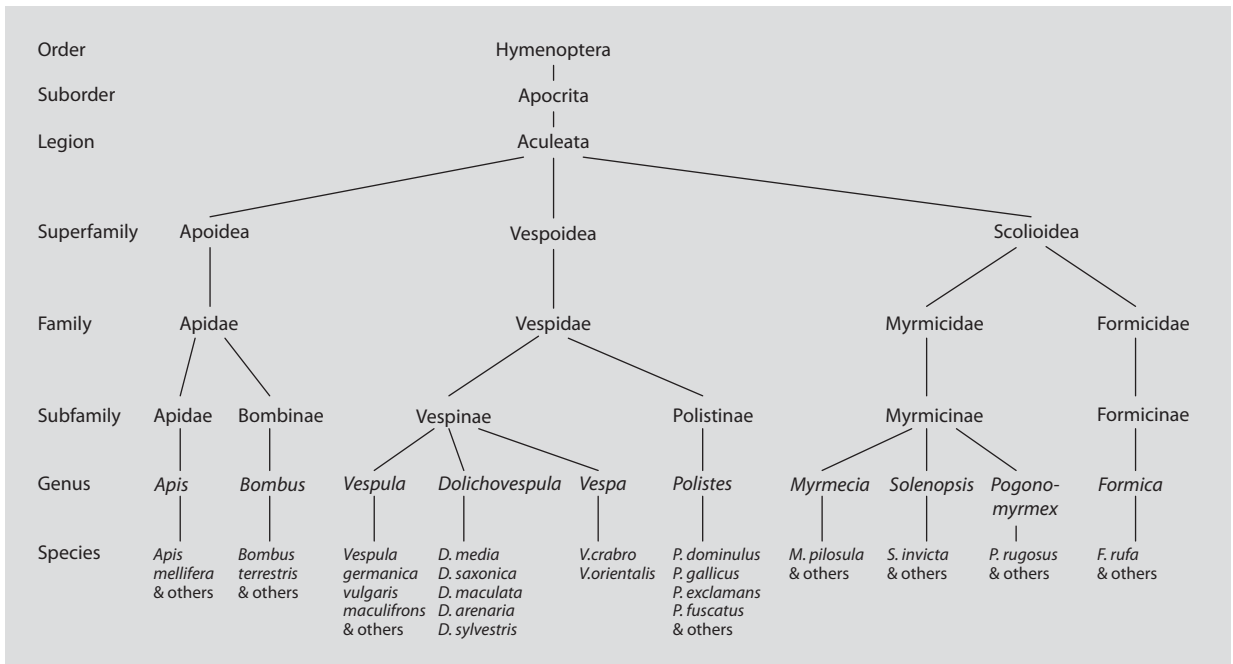 Order Hymenoptera
Suborder Apocrita
Legion Aculeata
Superfamily Apoidea Vespoidea Scolioidea
Family Apidae Vespidae Myrmicidae Formicidae
Subfamily Apidae Bombinae Vespinae Polistinae Myrmicinae Formicinae
Genus Apis Bombus Vespula Dolichovespula Vespa Polistes Myrmecia Solenopsis Pogono- Formica
myrmex
Species Apis Bombus Vespula D. media V.crabro P. dominulus M. pilosula S. invicta P. rugosus F. rufa
mellifera terrestris germanica D. saxonica V.orientalis P. gallicus & others & others & others & others
& others & others vulgaris D. maculata P. exclamans
maculifrons D. arenaria P. fuscatus
& others D. sylvestris & others